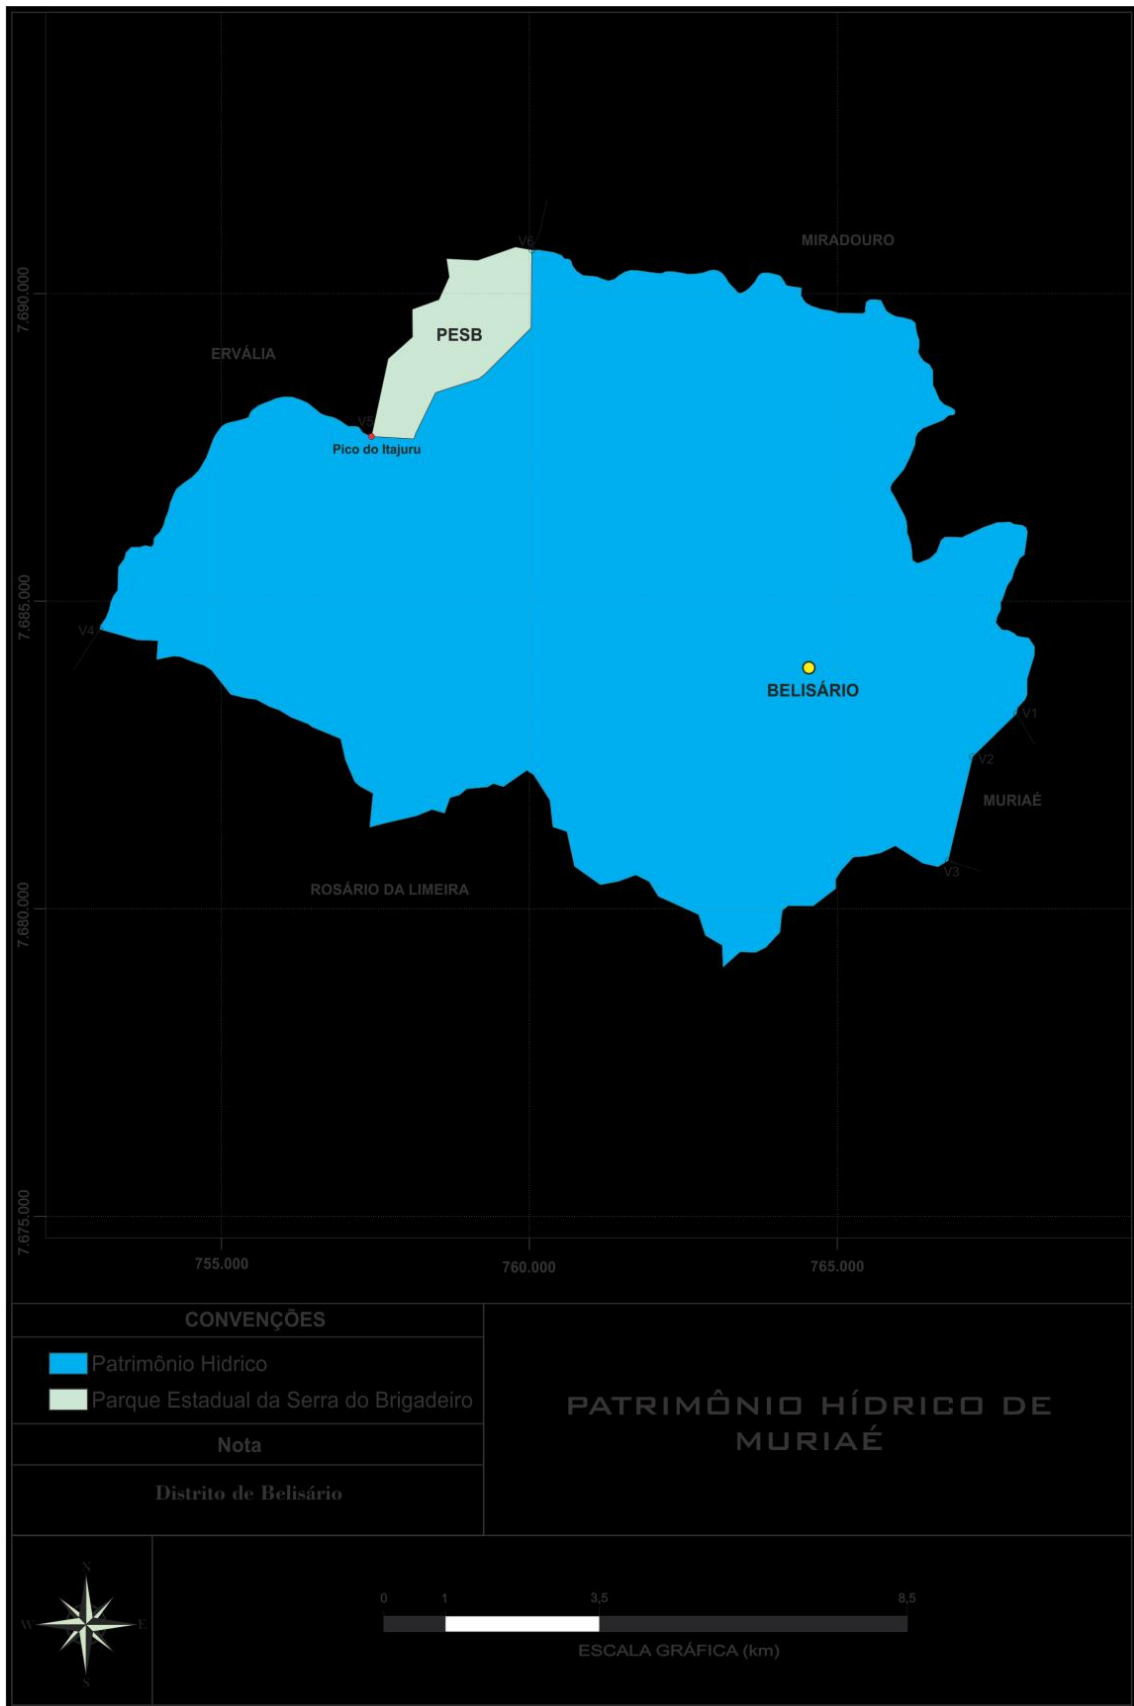 V6
MIRADOURO
7.690.000
PESB
ERVÁLIA
V5
Pico do Itajuru
7.685.000
V4
BELISÁRIO
V1
V2
MURIAÉ
V3
ROSÁRIO DA LIMEIRA
7.680.000
7.675.000
755.000
760.000
765.000
CONVENÇÕES
Patrimônio Hidrico
Parque Estadual da Serra do Brigadeiro
Nota
Distrito de Belisário
PATRIMÔNIO HÍDRICO DE
MURIAÉ
N
W
E
S
0 1 3,5 8,5
ESCALA GRÁFICA (km)